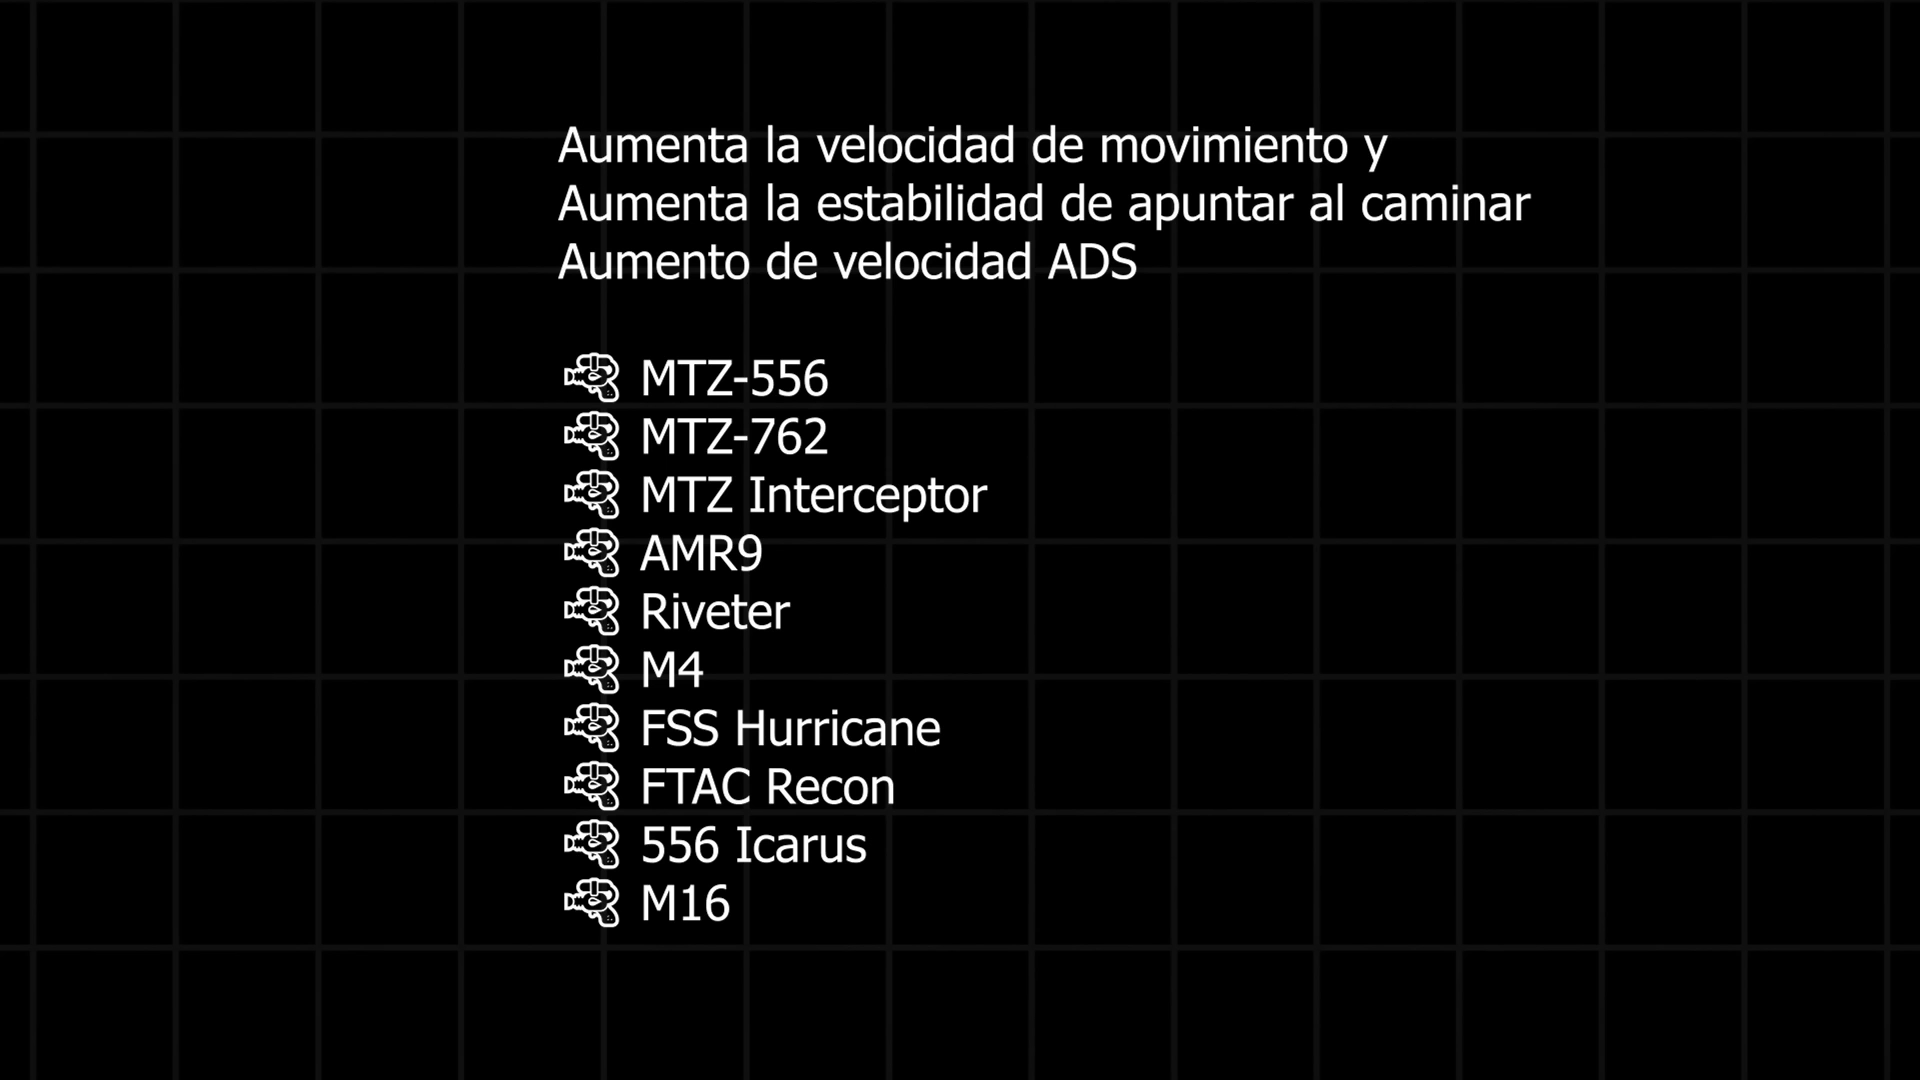 Aumenta la velocidad de movimiento y
Aumenta la estabilidad de apuntar al caminar
Aumento de velocidad ADS
MTZ-556
MTZ-762
MTZ Interceptor
AMR9
Riveter
M4
FSS Hurricane
FTAC Recon
556 Icarus
M16